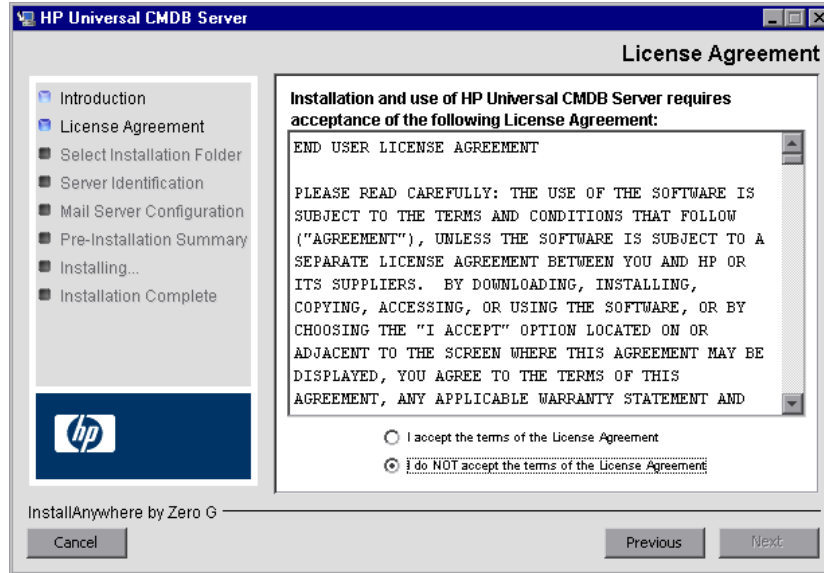 HP Universal CMDB Server
License Agreement
Introduction
License Agreement
Select Installation Folder
Server Identification
Mail Server Configuration
Pre-Installation Summary
Installing...
Installation Complete
hp
Installation and use of HP Universal CMDB Server requires
acceptance of the following License Agreement:
END USER LICENSE AGREEMENT
PLEASE READ CAREFULLY: THE USE OF THE SOFTWARE IS
SUBJECT TO THE TERMS AND CONDITIONS THAT FOLLOW
("AGREEMENT"), UNLESS THE SOFTWARE IS SUBJECT TO A
SEPARATE LICENSE AGREEMENT BETWEEN YOU AND HP OR
ITS SUPPLIERS.  BY DOWNLOADING, INSTALLING,
COPYING, ACCESSING, OR USING THE SOFTWARE, OR BY
CHOOSING THE "I ACCEPT" OPTION LOCATED ON OR
ADJACENT TO THE SCREEN WHERE THIS AGREEMENT MAY BE
DISPLAYED, YOU AGREE TO THE TERMS OF THIS
AGREEMENT, ANY APPLICABLE WARRANTY STATEMENT AND
I accept the terms of the License Agreement
I do NOT accept the terms of the License Agreement
InstallAnywhere by Zero G
Cancel
Previous
Next